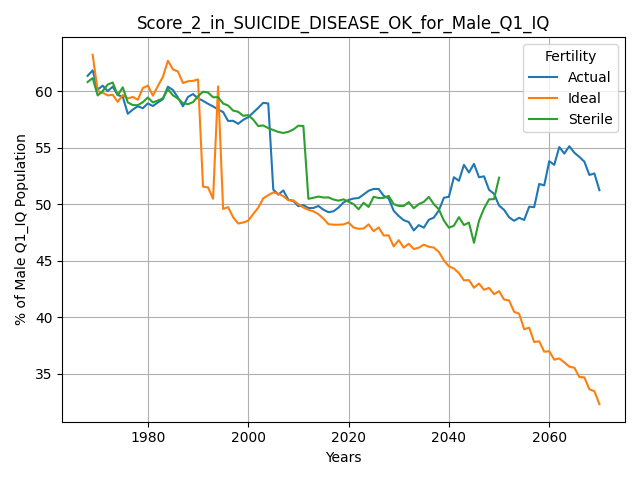 Score_2_in_SUICIDE_DISEASE_OK_for_Male_Q1_IQ
Fertility
Actual
Ideal
Sterile
% of Male Q1_IQ Population
60
55
50
45
40
35
1980
2000
2020
2040
2060
Years